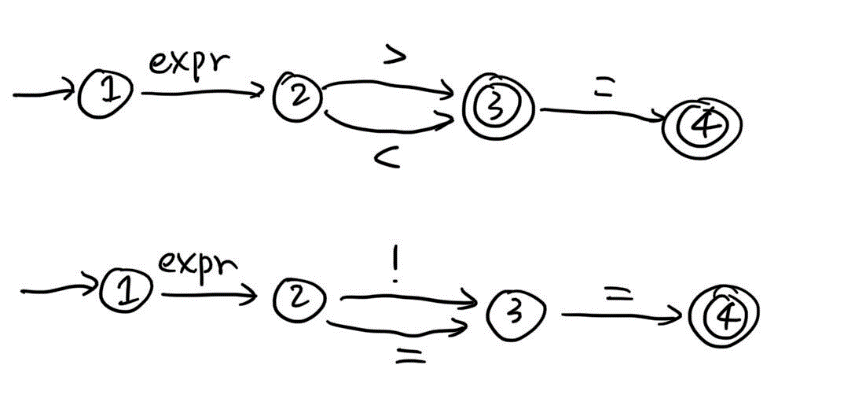 expr >
1 2 3 = 4
<
expr !
1 2 3 = 4
=